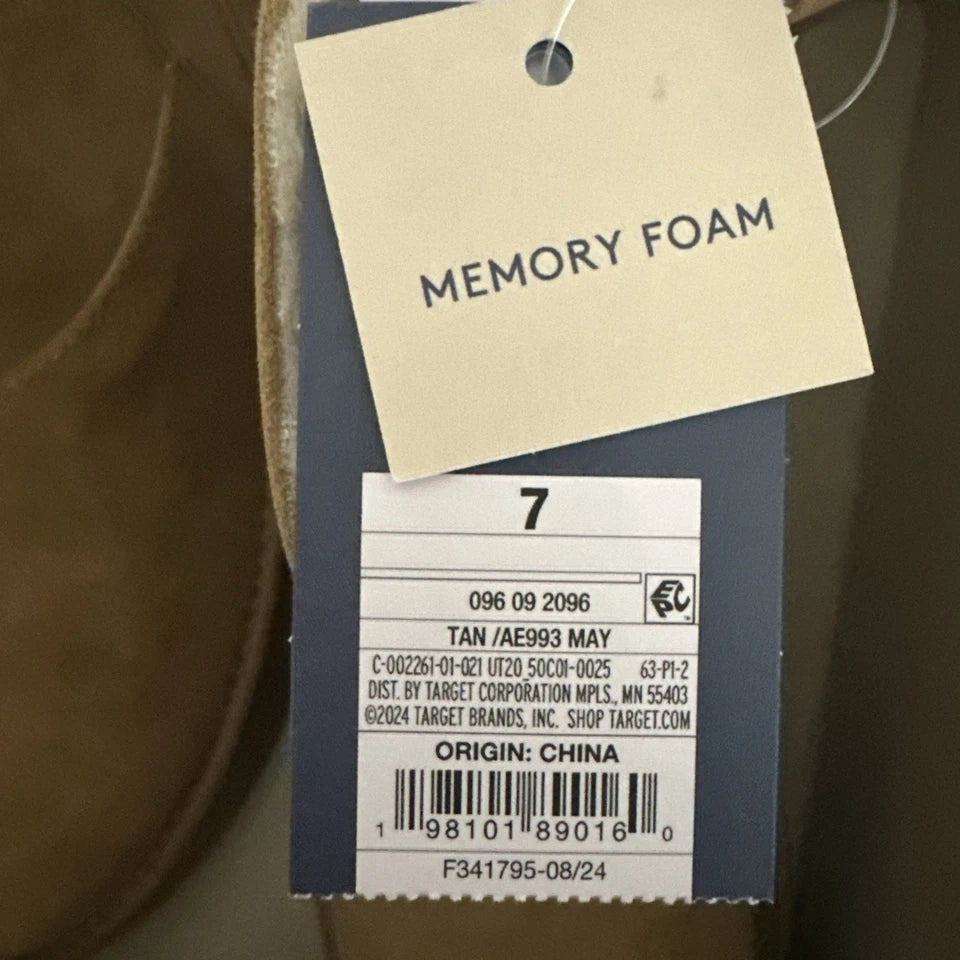 MEMORY FOAM
7
096 09 2096
EPC
TAN /AE993 MAY
C-002261-01-021 UT20_50C01-0025 63-P1-2
DIST. BY TARGET CORPORATION MPLS., MN 55403
©2024 TARGET BRANDS, INC. SHOP TARGET.COM
ORIGIN: CHINA
1 98101 89016 0
F341795-08/24